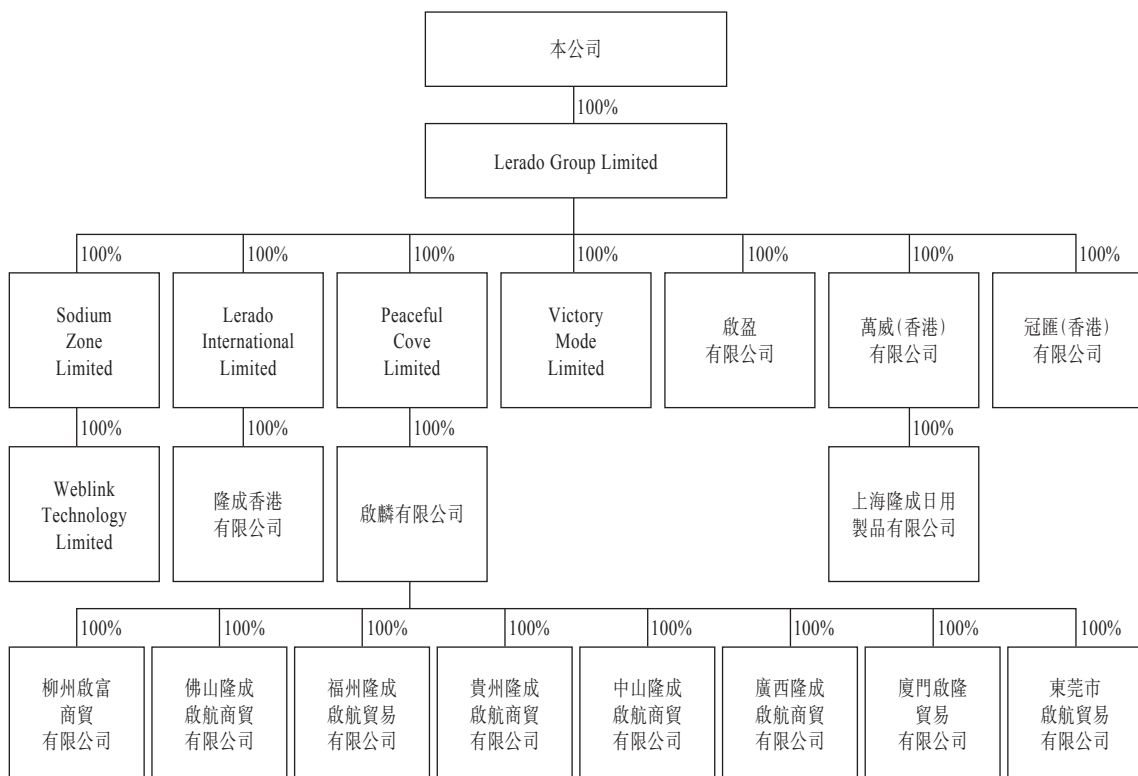 本公司
100%
Lerado Group Limited
100%
100%
100%
100%
100%
100%
100%
Sodium
Zone
Limited
Lerado
International
Limited
Peaceful
Cove
Limited
Victory
Mode
Limited
啟盈
有限公司
萬威(香港)
有限公司
冠匯(香港)
有限公司
100%
100%
100%
100%
Weblink
Technology
Limited
隆成香港
有限公司
啟麟有限公司
上海隆成日用
製品有限公司
100%
100%
100%
100%
100%
100%
100%
100%
柳州啟富
商貿
有限公司
佛山隆成
啟航商貿
有限公司
福州隆成
啟航貿易
有限公司
貴州隆成
啟航商貿
有限公司
中山隆成
啟航商貿
有限公司
廣西隆成
啟航商貿
有限公司
廈門啟隆
貿易
有限公司
東莞市
啟航貿易
有限公司